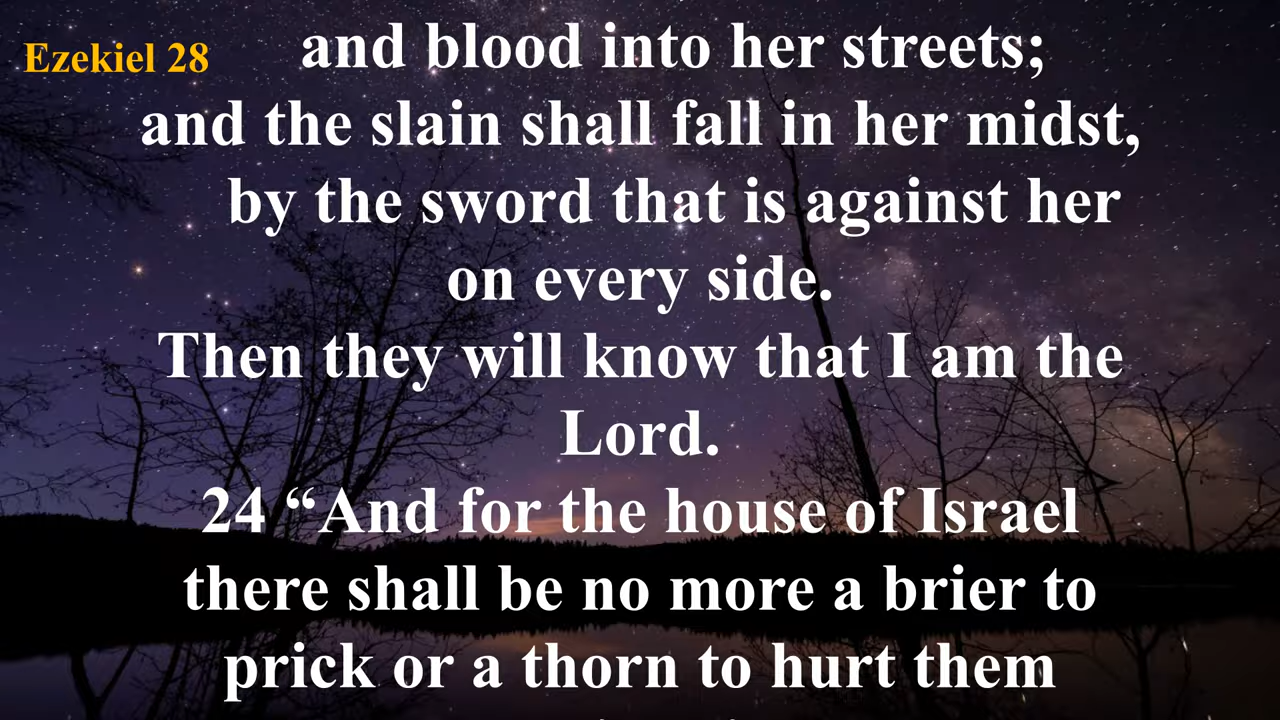 Ezekiel 28
and blood into her streets;
and the slain shall fall in her midst,
by the sword that is against her
on every side.
Then they will know that I am the
Lord.
24 “And for the house of Israel
there shall be no more a brier to
prick or a thorn to hurt them